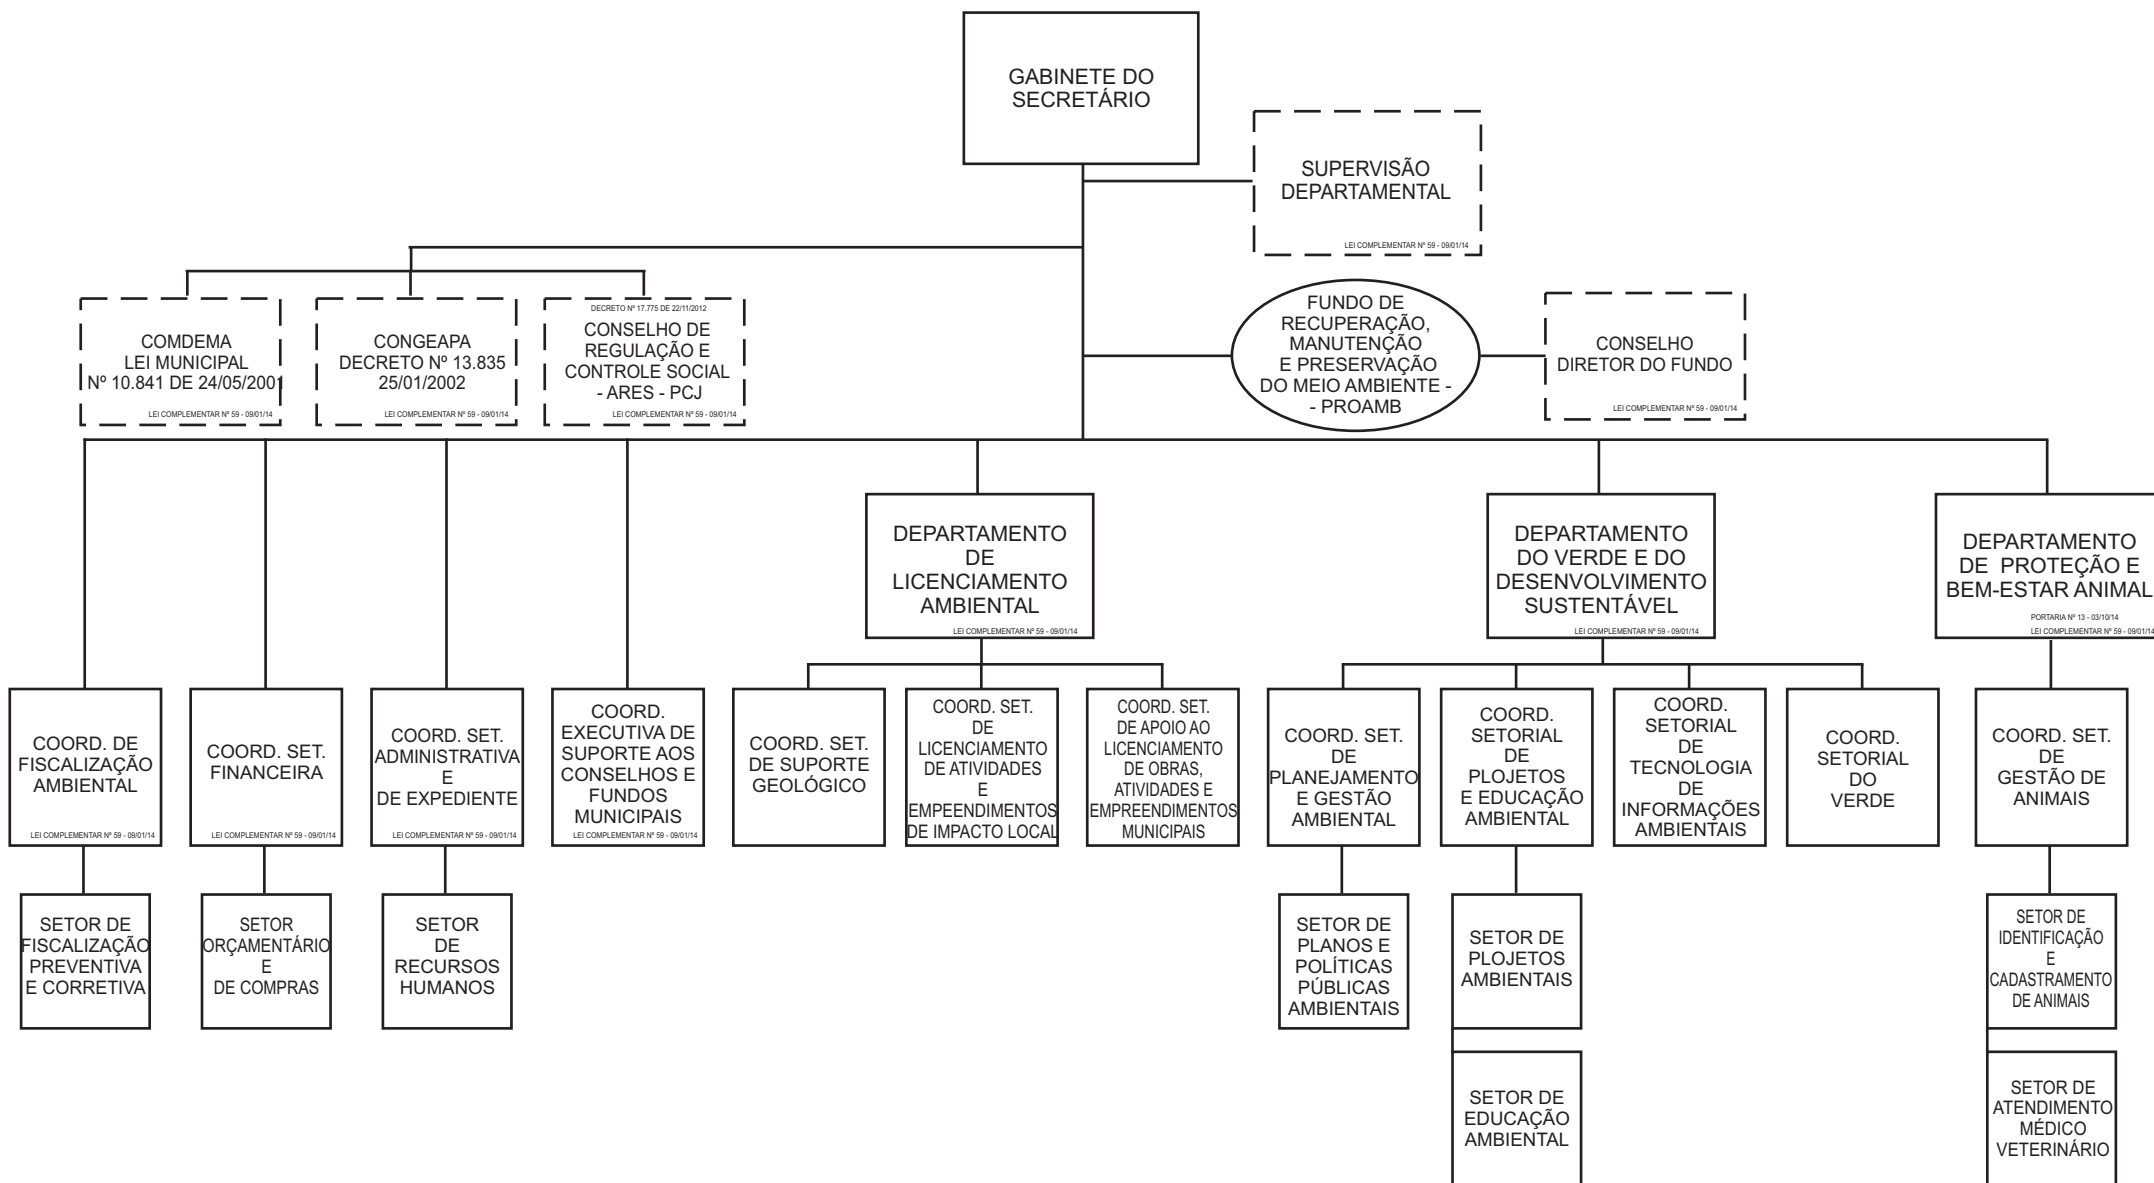 GABINETE DO
SECRETÁRIO
SUPERVISÃO
DEPARTAMENTAL
LEI COMPLEMENTAR Nº 59 - 09/01/14
COMDEMA
LEI MUNICIPAL
Nº 10.841 DE 24/05/2001
LEI COMPLEMENTAR Nº 59 - 09/01/14
CONGEAPA
DECRETO Nº 13.835
25/01/2002
LEI COMPLEMENTAR Nº 59 - 09/01/14
DECRETO Nº 17.775 DE 22/11/2012
CONSELHO DE
REGULAÇÃO E
CONTROLE SOCIAL
- ARES - PCJ
LEI COMPLEMENTAR Nº 59 - 09/01/14
FUNDO DE
RECUPERAÇÃO,
MANUTENÇÃO
E PRESERVAÇÃO
DO MEIO AMBIENTE -
- PROAMB
CONSELHO
DIRETOR DO FUNDO
LEI COMPLEMENTAR Nº 59 - 09/01/14
DEPARTAMENTO
DE
LICENCIAMENTO
AMBIENTAL
LEI COMPLEMENTAR Nº 59 - 09/01/14
DEPARTAMENTO
DO VERDE E DO
DESENVOLVIMENTO
SUSTENTÁVEL
LEI COMPLEMENTAR Nº 59 - 09/01/14
DEPARTAMENTO
DE PROTEÇÃO E
BEM-ESTAR ANIMAL
PORTARIA Nº 13 - 03/10/14
LEI COMPLEMENTAR Nº 59 - 09/01/14
COORD. DE
FISCALIZAÇÃO
AMBIENTAL
LEI COMPLEMENTAR Nº 59 - 09/01/14
COORD. SET.
FINANCEIRA
LEI COMPLEMENTAR Nº 59 - 09/01/14
COORD. SET.
ADMINISTRATIVA
E
DE EXPEDIENTE
LEI COMPLEMENTAR Nº 59 - 09/01/14
COORD.
EXECUTIVA DE
SUPORTE AOS
CONSELHOS E
FUNDOS
MUNICIPAIS
LEI COMPLEMENTAR Nº 59 - 09/01/14
COORD. SET.
DE SUPORTE
GEOLÓGICO
COORD. SET.
DE
LICENCIAMENTO
DE ATIVIDADES
E
EMPEENDIMENTOS
DE IMPACTO LOCAL
COORD. SET.
DE APOIO AO
LICENCIAMENTO
DE OBRAS,
ATIVIDADES E
EMPREENDIMENTOS
MUNICIPAIS
COORD. SET.
DE
PLANEJAMENTO
E GESTÃO
AMBIENTAL
COORD.
SETORIAL
DE
PLOJETOS
E EDUCAÇÃO
AMBIENTAL
COORD.
SETORIAL
DE
TECNOLOGIA
DE
INFORMAÇÕES
AMBIENTAIS
COORD.
SETORIAL
DO
VERDE
COORD. SET.
DE
GESTÃO DE
ANIMAIS
SETOR DE
FISCALIZAÇÃO
PREVENTIVA
E CORRETIVA
SETOR
ORÇAMENTÁRIO
E
DE COMPRAS
SETOR
DE
RECURSOS
HUMANOS
SETOR DE
PLANOS E
POLÍTICAS
PÚBLICAS
AMBIENTAIS
SETOR DE
PLOJETOS
AMBIENTAIS
SETOR DE
IDENTIFICAÇÃO
E
CADASTRAMENTO
DE ANIMAIS
SETOR DE
EDUCAÇÃO
AMBIENTAL
SETOR DE
ATENDIMENTO
MÉDICO
VETERINÁRIO